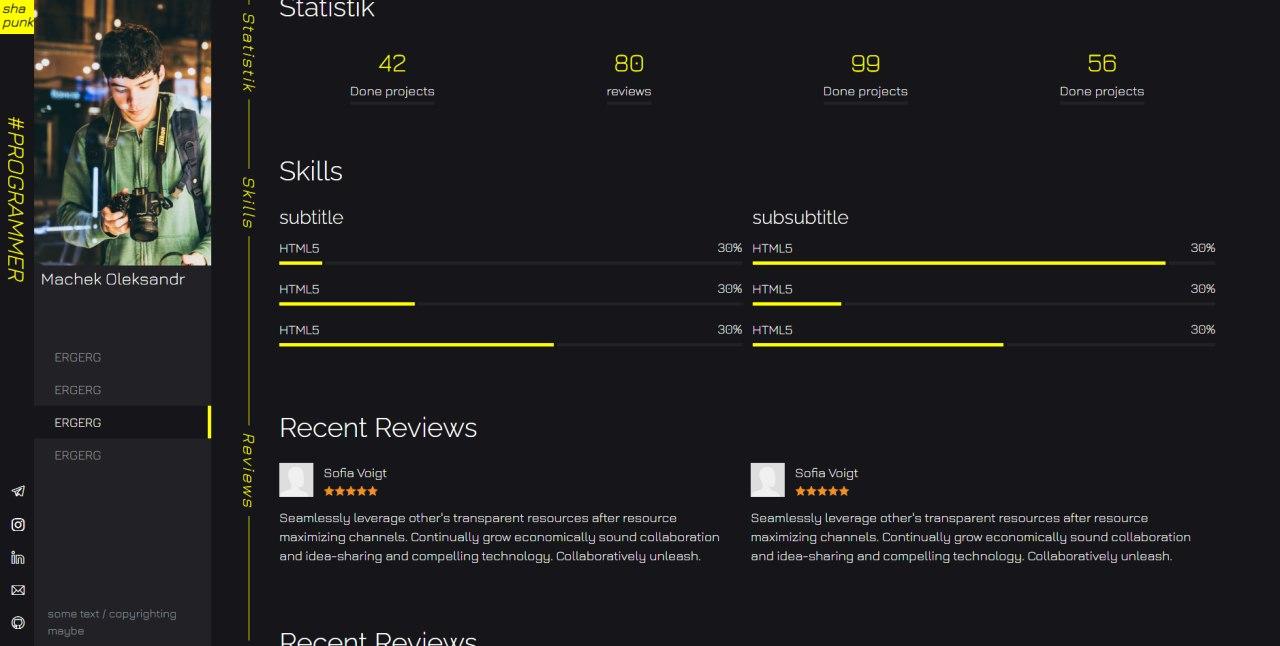 sha
punk
#PROGRAMMER
Nikon
Machek Oleksandr
ERGERG
ERGERG
ERGERG
ERGERG
some text / copyrighting
maybe
Statistik
Skills
Reviews
Statistik
42
Done projects
80
reviews
99
Done projects
56
Done projects
Skills
subtitle
HTML5 30%
HTML5 30%
HTML5 30%
subsubtitle
HTML5 30%
HTML5 30%
HTML5 30%
Recent Reviews
Sofia Voigt
Seamlessly leverage other's transparent resources after resource
maximizing channels. Continually grow economically sound collaboration
and idea-sharing and compelling technology. Collaboratively unleash.
Sofia Voigt
Seamlessly leverage other's transparent resources after resource
maximizing channels. Continually grow economically sound collaboration
and idea-sharing and compelling technology. Collaboratively unleash.
Recent Reviews